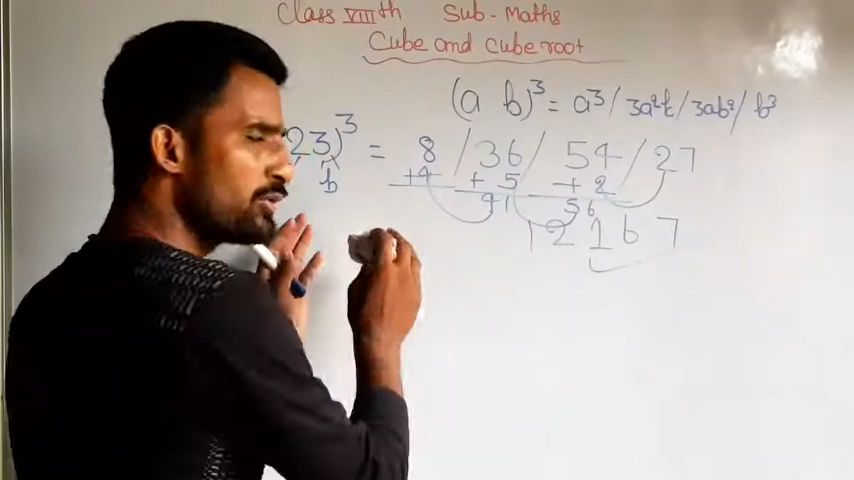 Class VIIIth Sub-Maths
Cube and Cube root
(a b)³ = a³/3a²b/3ab²/b³
23)³ = 8/36/54/27
b +4 +5 +2
41 56
12167